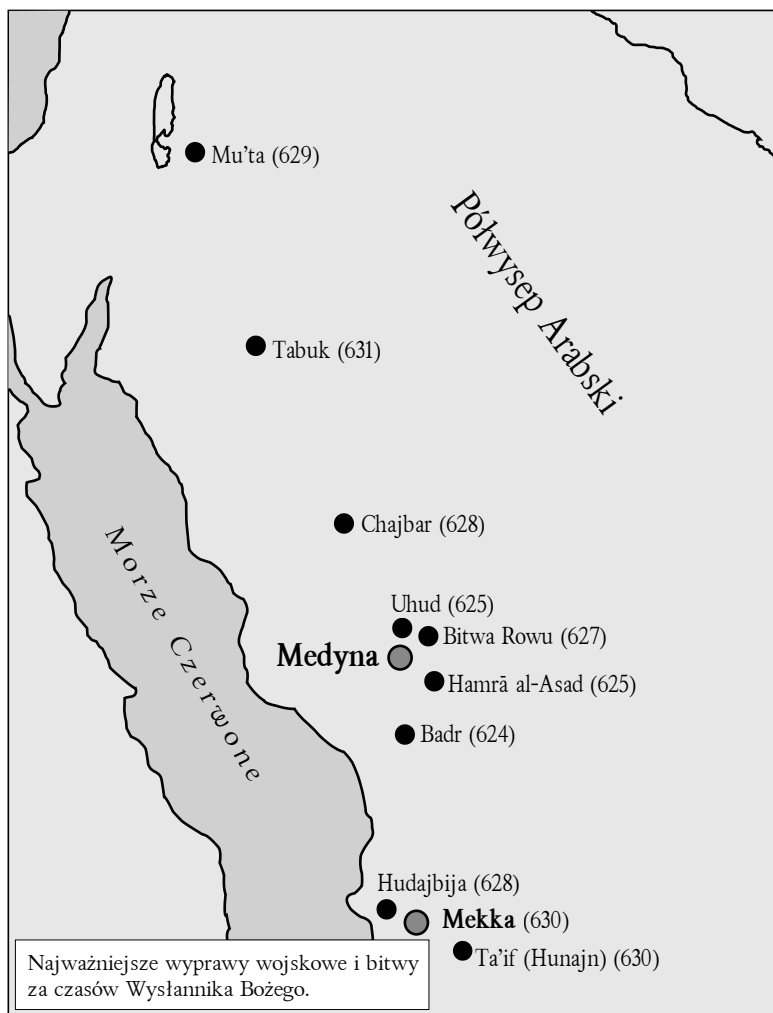 Mu’ta (629)
Półwysep Arabski
Tabuk (631)
Chajbar (628)
Morze Czerwone
Uhud (625)
Bitwa Rowu (627)
Medyna
Hamrā al-Asad (625)
Badr (624)
Hudajbija (628)
Mekka (630)
Ta’if (Hunajn) (630)
Najważniejsze wyprawy wojskowe i bitwy
za czasów Wysłannika Bożego.